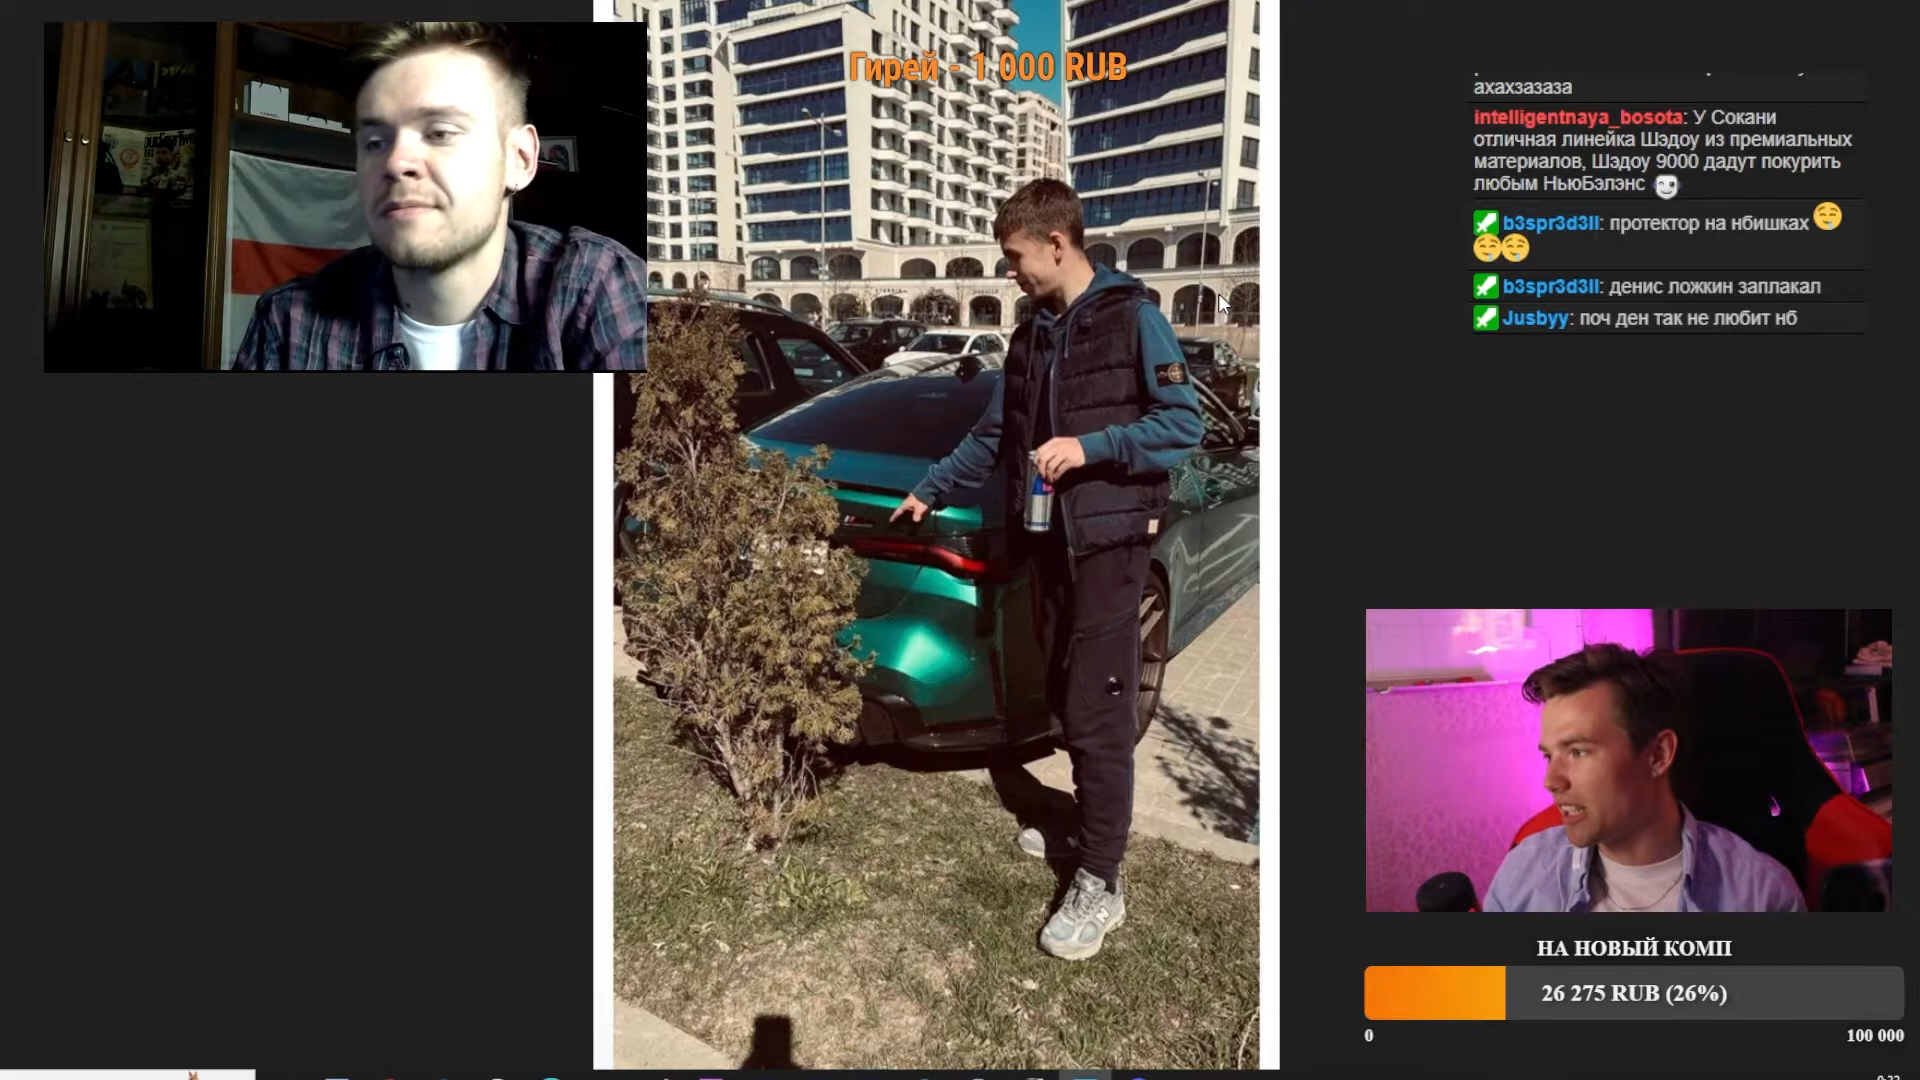 Гирей - 1 000 RUB
ахахзазаза
intelligentnaya_bosota: У Сокани
отличная линейка Шэдоу из премиальных
материалов, Шэдоу 9000 дадут покурить
любым НьюБэлэнс
b3spr3d3ll: протектор на нбишках
b3spr3d3ll: денис ложкин заплакал
Jusbyy: поч ден так не любит нб
CHANEL
N
НА НОВЫЙ КОМП
26 275 RUB (26%)
0
100 000